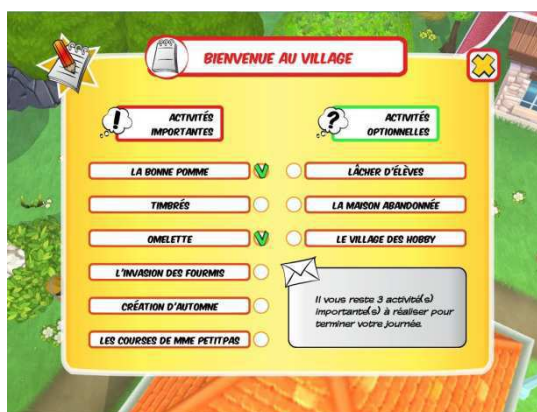 BIENVENUE AU VILLAGE
!
ACTIVITÉS
IMPORTANTES
?
ACTIVITÉS
OPTIONNELLES
LA BONNE POMME
TIMBRÉS
OMELETTE
L'INVASION DES FOURMIS
CRÉATION D'AUTOMNE
LES COURSES DE MME PETITPAS
LÂCHER D'ÉLÈVES
LA MAISON ABANDONNÉE
LE VILLAGE DES HOBBY
Il vous reste 3 activité(s)
importante(s) à réaliser pour
terminer votre journée.